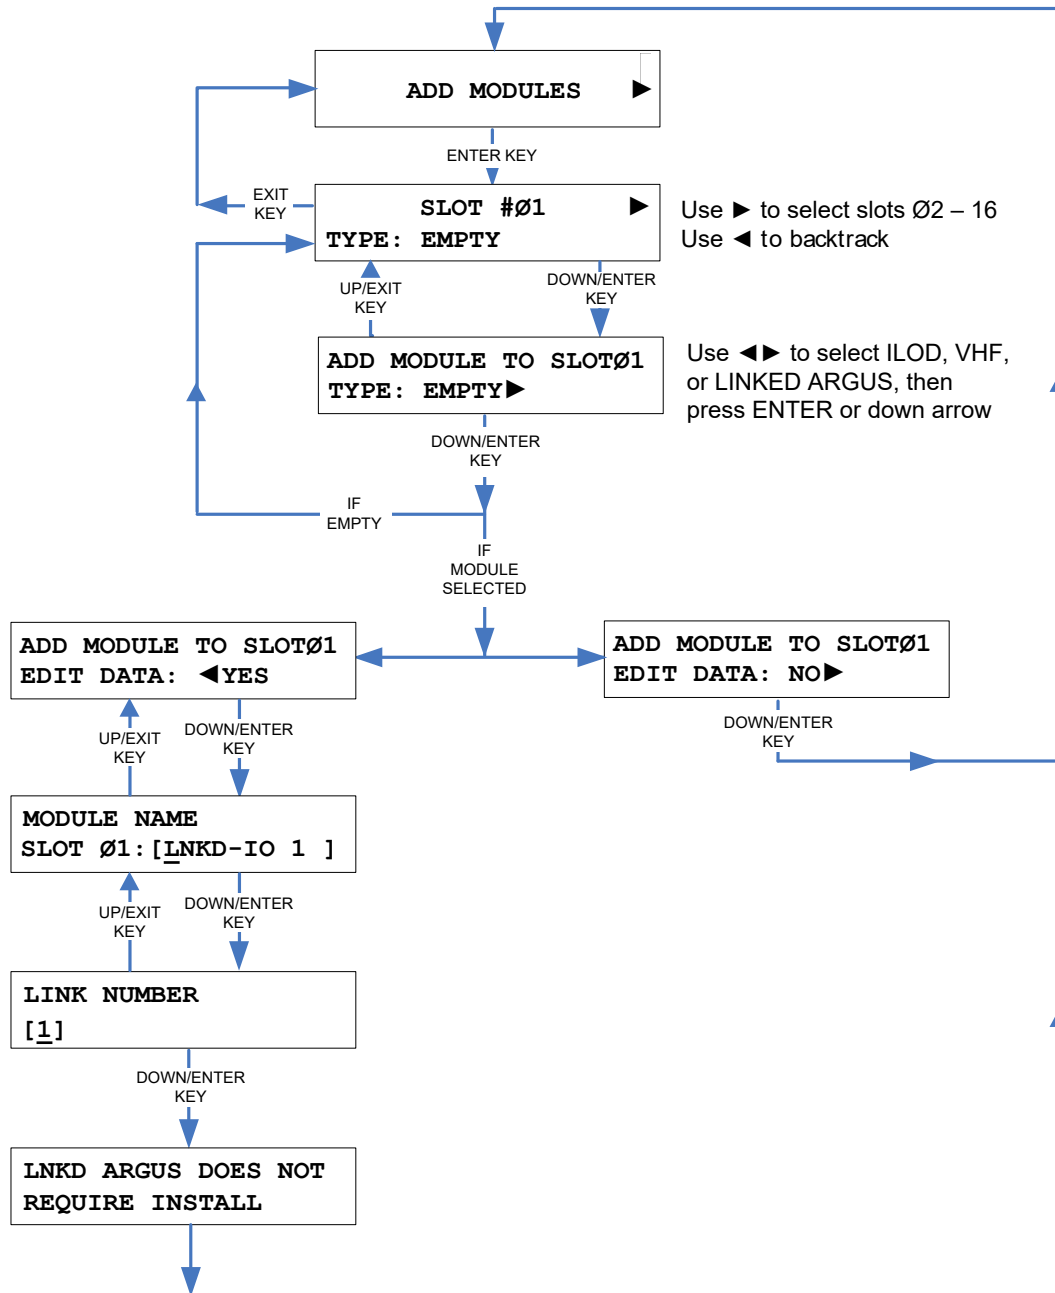 ADD MODULES ►
ENTER KEY
EXIT
KEY
SLOT #Ø1 ►
TYPE: EMPTY
Use ► to select slots Ø2 – 16
Use ◄ to backtrack
UP/EXIT
KEY
DOWN/ENTER
KEY
ADD MODULE TO SLOTØ1
TYPE: EMPTY►
Use ◄► to select ILOD, VHF,
or LINKED ARGUS, then
press ENTER or down arrow
DOWN/ENTER
KEY
IF
EMPTY
IF
MODULE
SELECTED
ADD MODULE TO SLOTØ1
EDIT DATA: ◄YES
ADD MODULE TO SLOTØ1
EDIT DATA: NO►
UP/EXIT
KEY
DOWN/ENTER
KEY
DOWN/ENTER
KEY
MODULE NAME
SLOT Ø1:[LNKD-IO 1 ]
UP/EXIT
KEY
DOWN/ENTER
KEY
LINK NUMBER
[1]
DOWN/ENTER
KEY
LNKD ARGUS DOES NOT
REQUIRE INSTALL